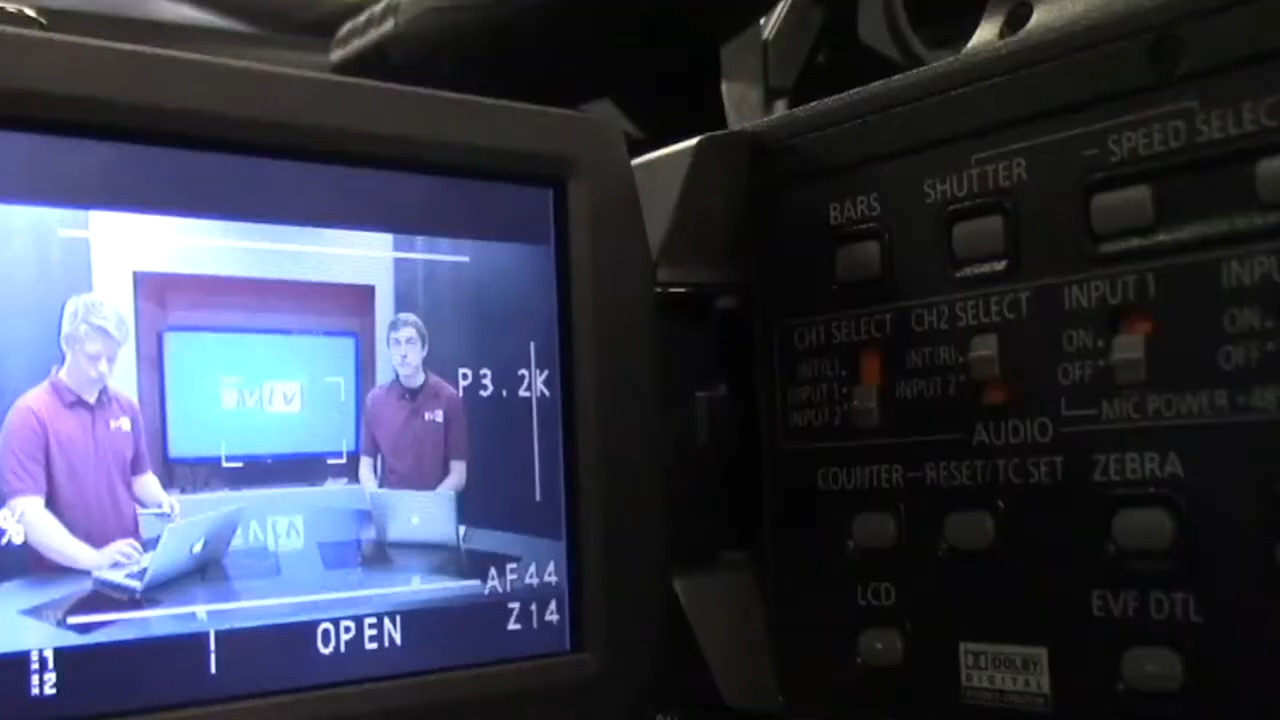 SPEED SELEC
SHUTTER
BARS
INPUT 1
INPU
CH1 SELECT
CH2 SELECT
ON
ON
INT(L)
INT(R)
OFF
OFF
INPUT 1
INPUT 2
INPUT 2
MIC POWER +48
AUDIO
COUNTER-RESET/TC SET
ZEBRA
LCD
EVF DTL
DOLBY
DIGITAL
P3.2K
%
AF44
Z14
OPEN
1
2